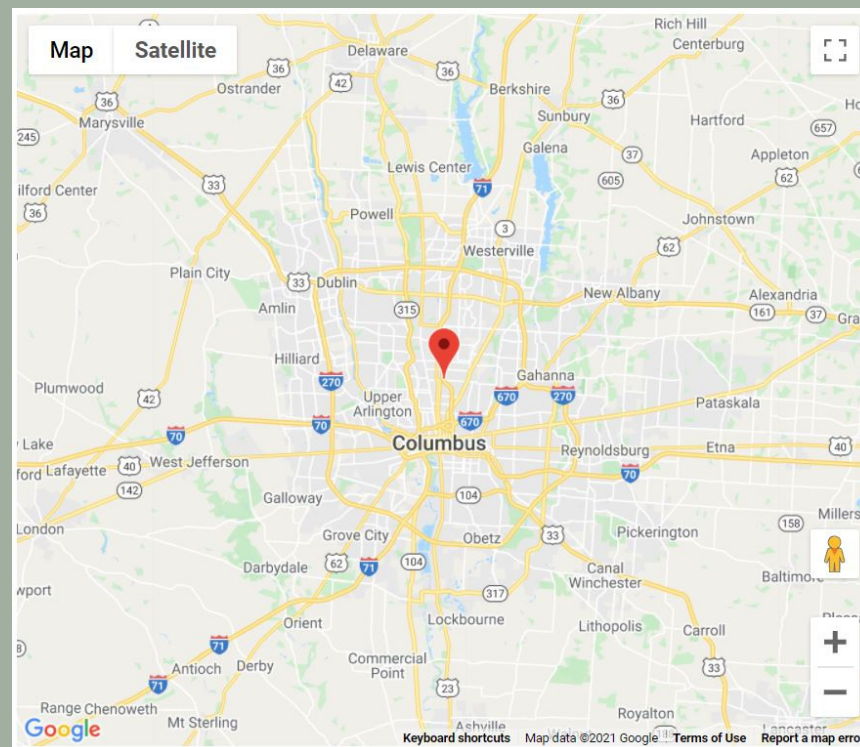 Map Satellite
Rich Hill
Centerburg
Delaware
36
36
42
Ostrander
Berkshire
36
36
Sunbury
Hartford
Marysville
657
245
Galena
37
Appleton
Lewis Center
62
71
605
33
ilford Center
36
Powell
Johnstown
3
Westerville
62
Plain City
33
Dublin
New Albany
Alexandria
Amlin
315
161
37
Gra
Hilliard
270
Gahanna
Plumwood
42
Upper
Arlington
670
270
Pataskala
70
70
670
Lake
Columbus
Etna
40
ford
Lafayette
40
West Jefferson
Reynoldsburg
70
142
Galloway
104
Millers
London
158
Grove City
Obetz
33
Pickerington
Darbydale
62
71
104
Canal
Winchester
Baltimore
wport
317
Orient
Lockbourne
Lithopolis
Carroll
71
Commercial
Point
33
Antioch
Derby
71
23
Range
Chenoweth
Mt Sterling
Royalton
Ashville
Lancaster
Google
Keyboard shortcuts Map data ©2021 Google Terms of Use Report a map erro